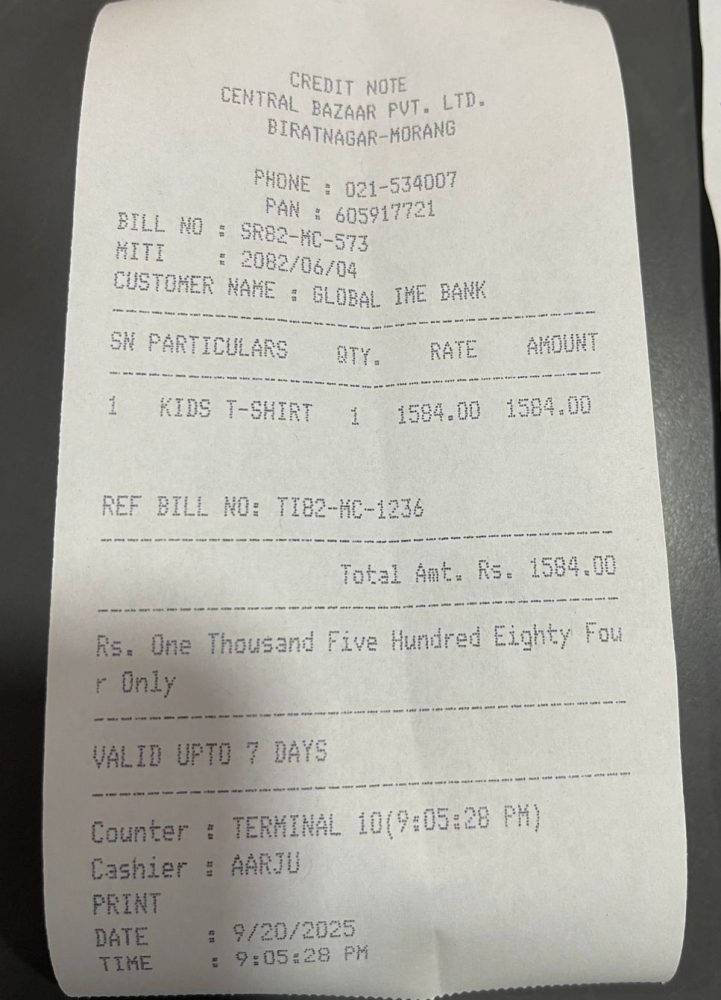 CREDIT NOTE
CENTRAL BAZAAR PVT. LTD.
BIRATNAGAR-MORANG
PHONE : 021-534007
PAN : 605917721
BILL NO : SR82-MC-573
MITI : 2082/06/04
CUSTOMER NAME : GLOBAL IME BANK
SN PARTICULARS QTY. RATE AMOUNT
1 KIDS T-SHIRT 1 1584.00 1584.00
REF BILL NO: TI82-MC-1236
Total Amt. Rs. 1584.00
Rs. One Thousand Five Hundred Eighty Fou
r Only
VALID UPTO 7 DAYS
Counter : TERMINAL 10(9:05:28 PM)
Cashier : AARJU
PRINT
DATE : 9/20/2025
TIME : 9:05:28 PM